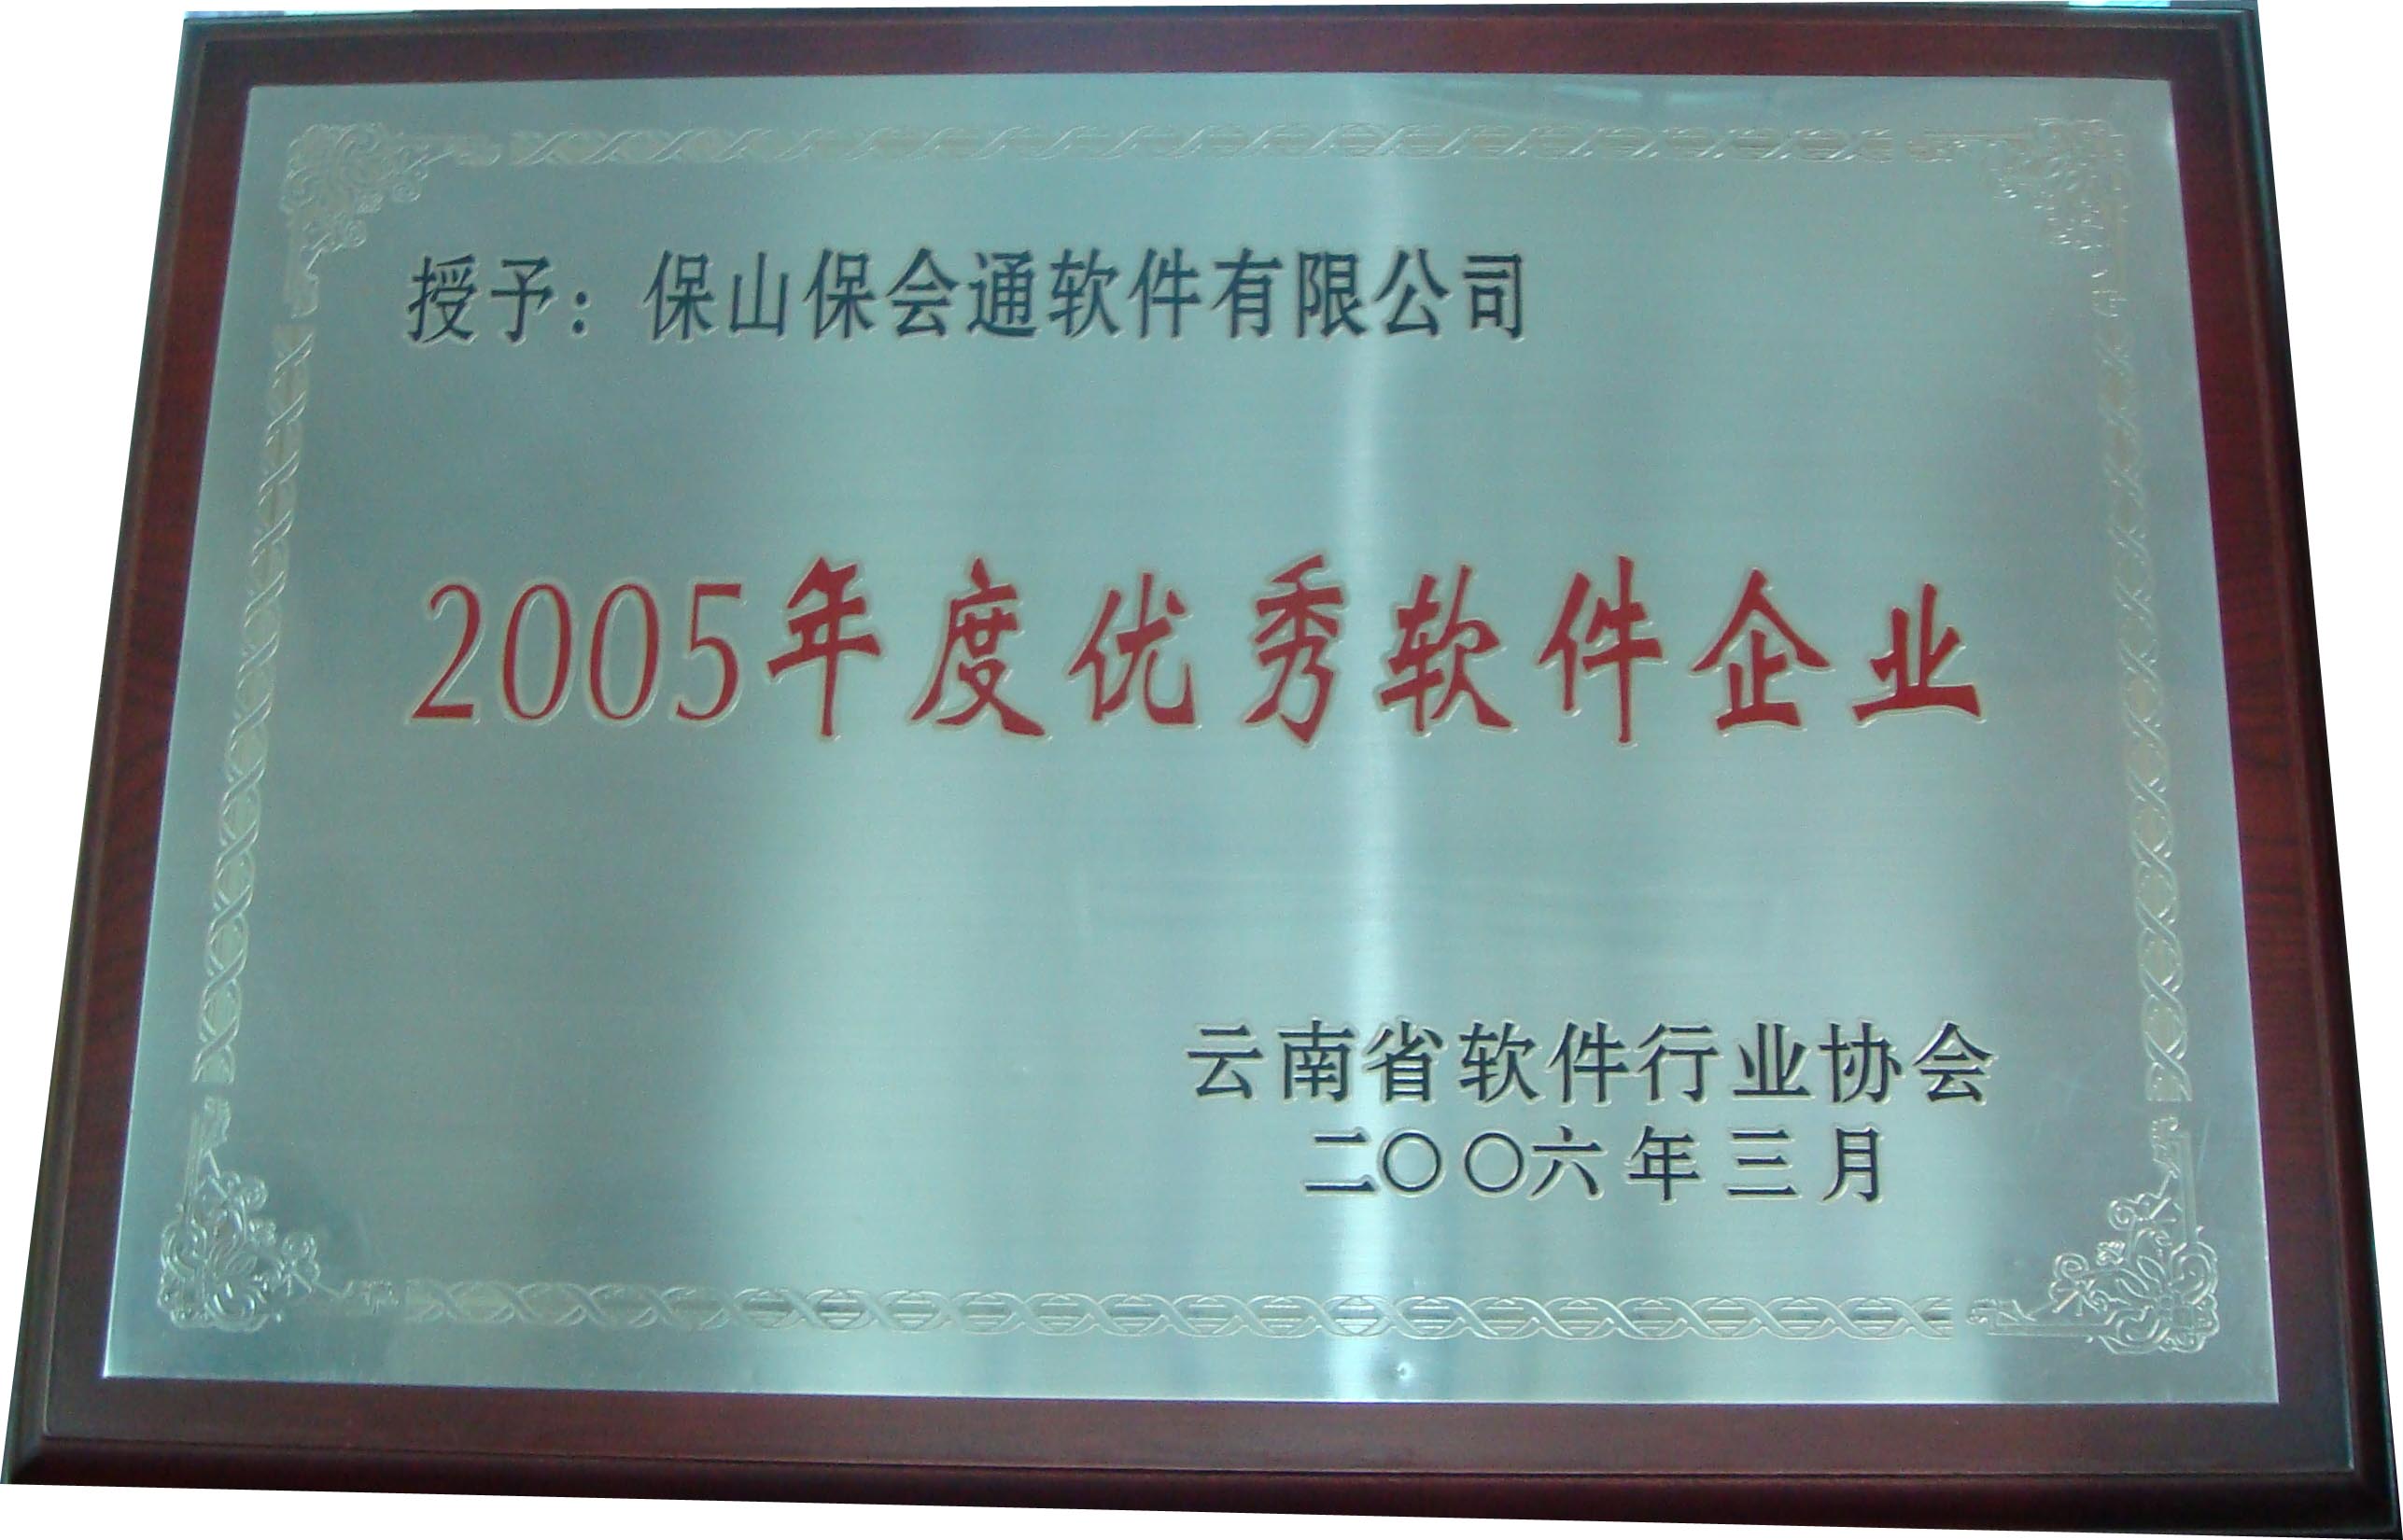 授予：保山保会通软件有限公司
2005年度优秀软件企业
云南省软件行业协会
二〇〇六年三月